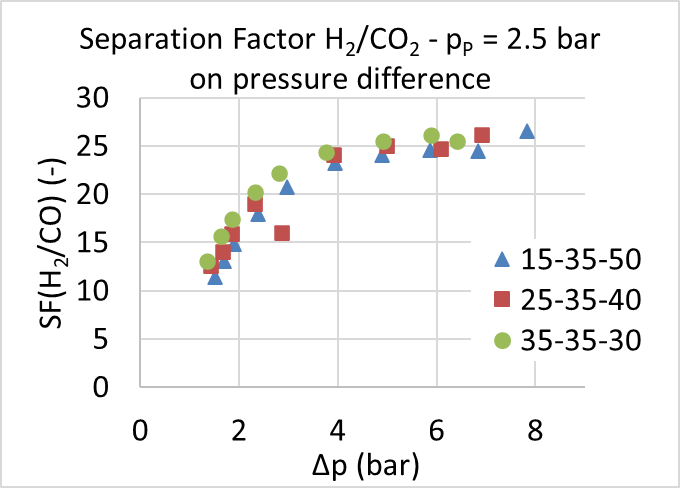 Separation Factor H₂/CO₂ - pₚ = 2.5 bar
on pressure difference
30
25
20
15
10
5
0
SF(H₂/CO) (-)
15-35-50
25-35-40
35-35-30
0 2 4 6 8
Δp (bar)